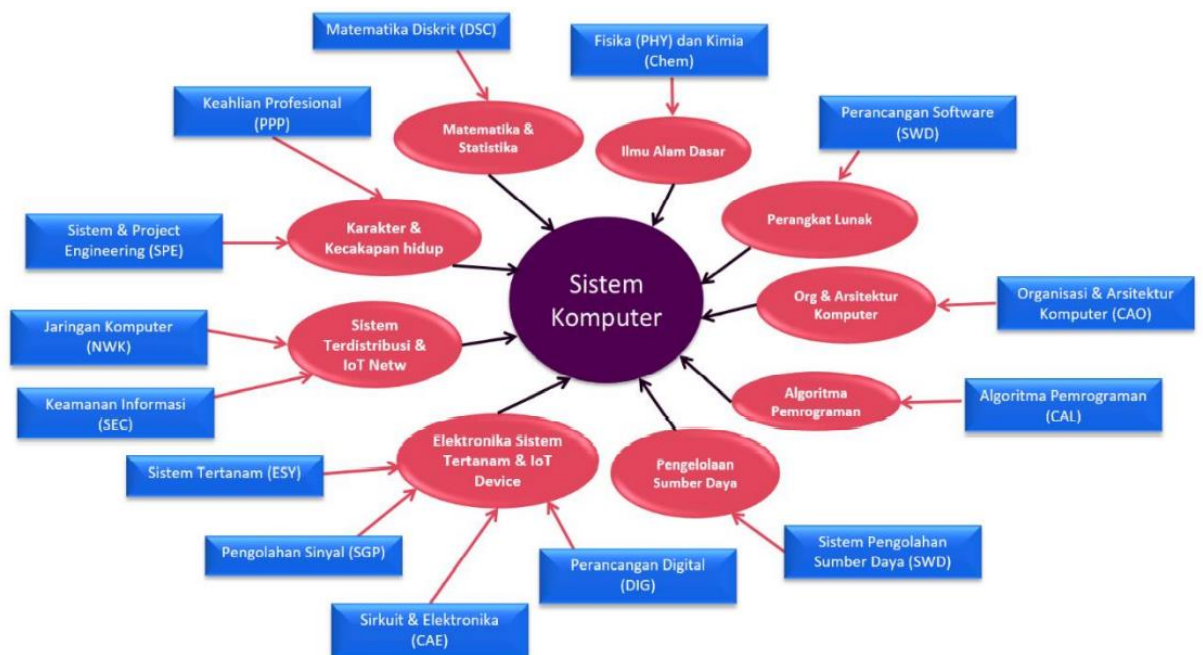 Matematika Diskrit (DSC)
Fisika (PHY) dan Kimia
(Chem)
Keahlian Profesional
(PPP)
Matematika &
Statistika
Ilmu Alam Dasar
Perancangan Software
(SWD)
Sistem & Project
Engineering (SPE)
Karakter &
Kecakapan hidup
Perangkat Lunak
Sistem
Komputer
Jaringan Komputer
(NWK)
Sistem
Terdistribusi &
IoT Netw
Org & Arsitektur
Komputer
Organisasi & Arsitektur
Komputer (CAO)
Keamanan Informasi
(SEC)
Algoritma
Pemrograman
Algoritma Pemrograman
(CAL)
Sistem Tertanam (ESY)
Elektronika Sistem
Tertanam & IoT
Device
Pengelolaan
Sumber Daya
Pengolahan Sinyal (SGP)
Perancangan Digital
(DIG)
Sistem Pengolahan
Sumber Daya (SWD)
Sirkuit & Elektronika
(CAE)